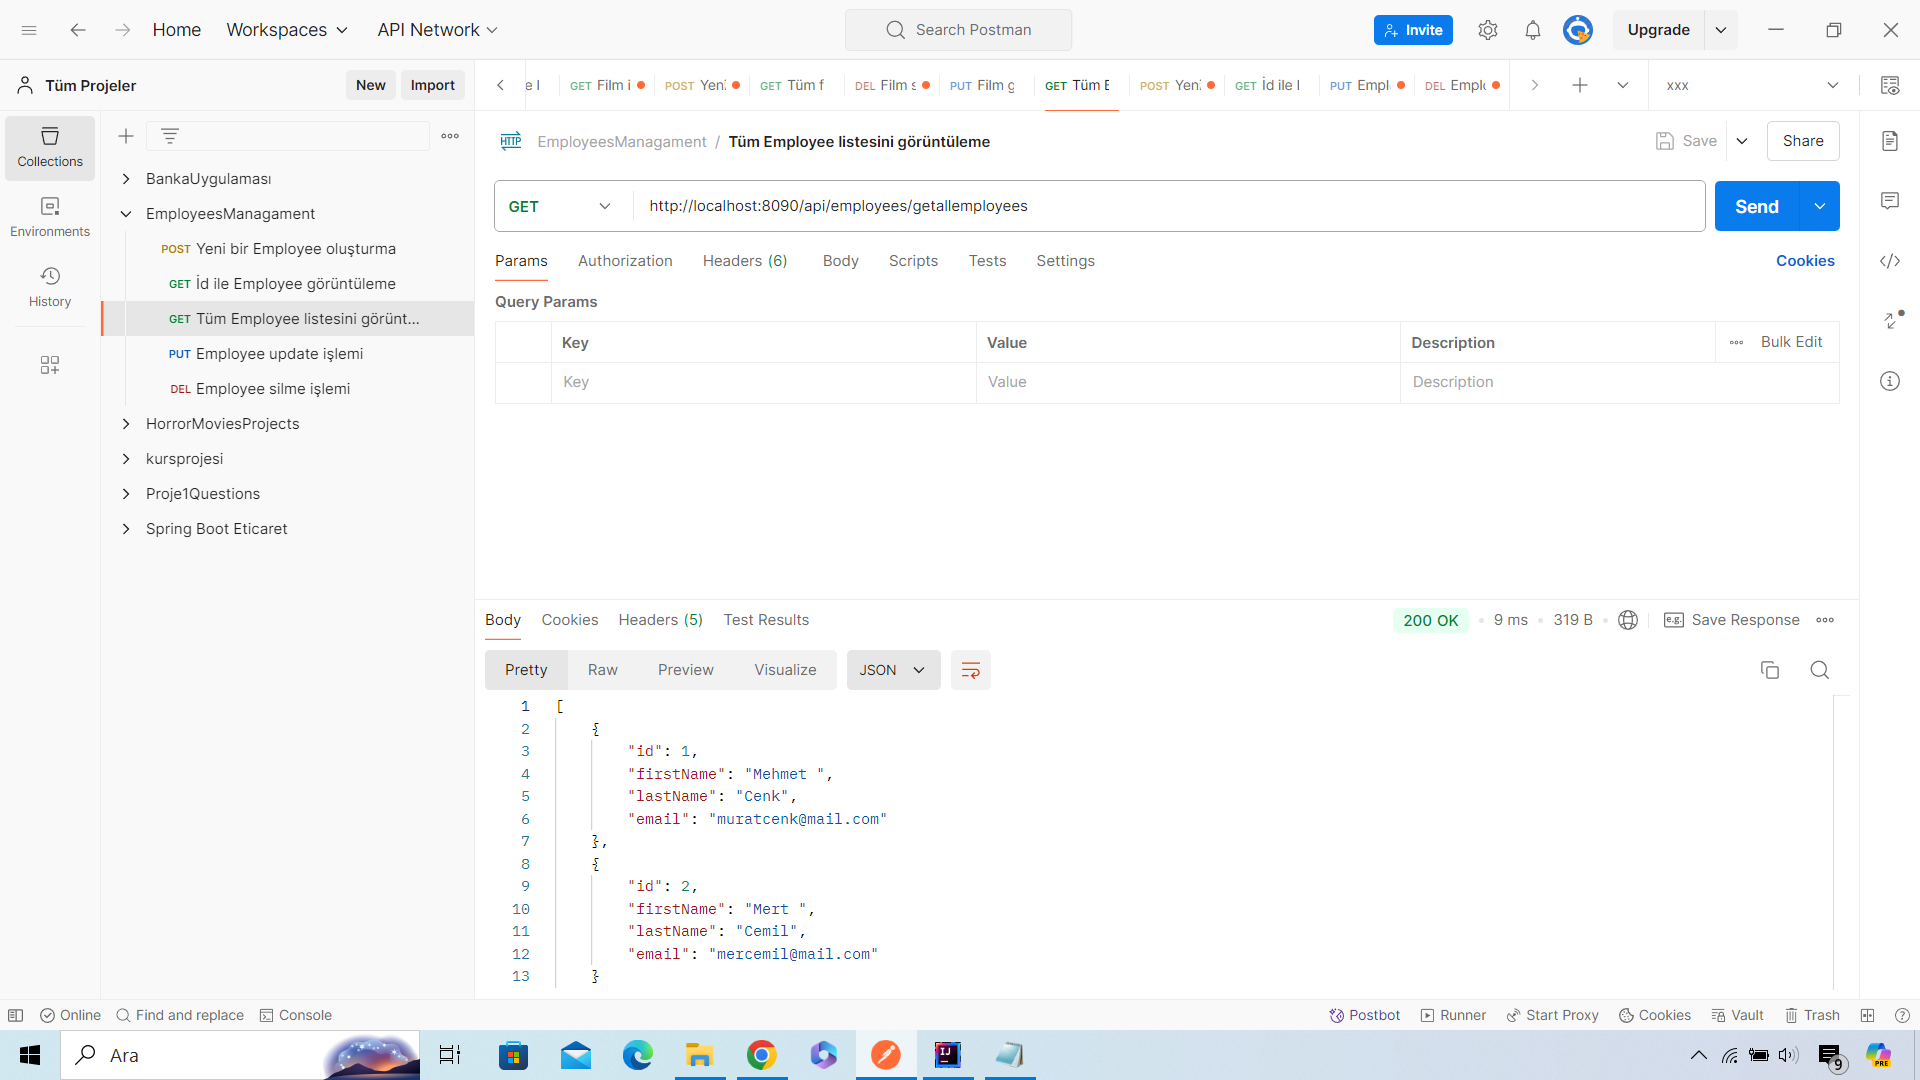 Home
Workspaces
API Network
Search Postman
Invite
Upgrade
Tüm Projeler
New
Import
e I
GET Film i
POST Yeni
GET Tüm f
DEL Film s
PUT Film g
GET Tüm E
POST Yeni
GET İd ile I
PUT Empl
DEL Emplo
xxx
Collections
Environments
History
BankaUygulaması
EmployeesManagament
POST Yeni bir Employee oluşturma
GET İd ile Employee görüntüleme
GET Tüm Employee listesini görünt...
PUT Employee update işlemi
DEL Employee silme işlemi
HorrorMoviesProjects
kursprojesi
Proje1Questions
Spring Boot Eticaret
HTTP EmployeesManagament / Tüm Employee listesini görüntüleme
Save
Share
GET
http://localhost:8090/api/employees/getallemployees
Send
Params
Authorization
Headers (6)
Body
Scripts
Tests
Settings
Cookies
Query Params
Key Value Description Bulk Edit
Key Value Description
Body
Cookies
Headers (5)
Test Results
200 OK
9 ms
319 B
e.g. Save Response
Pretty
Raw
Preview
Visualize
JSON
1 [
2 {
3 "id": 1,
4 "firstName": "Mehmet ",
5 "lastName": "Cenk",
6 "email": "muratcenk@mail.com"
7 },
8 {
9 "id": 2,
10 "firstName": "Mert ",
11 "lastName": "Cemil",
12 "email": "mercemil@mail.com"
13 }
Online
Find and replace
Console
Postbot
Runner
Start Proxy
Cookies
Vault
Trash
Ara
IJ
9
PRE